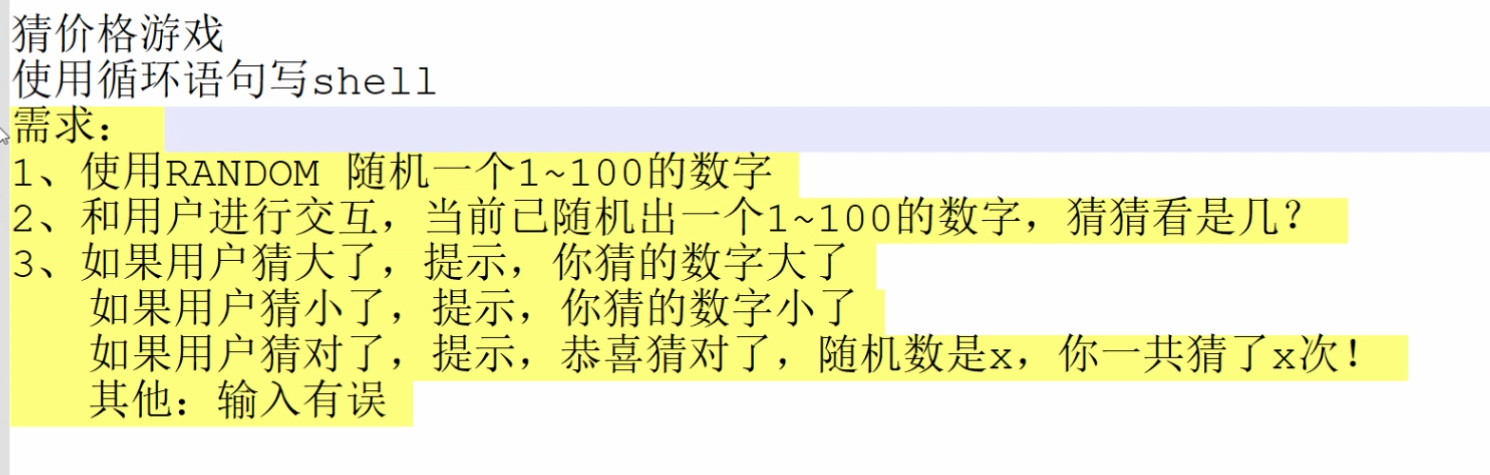 猜价格游戏
使用循环语句写shell
需求：
1、使用RANDOM 随机一个1~100的数字
2、和用户进行交互，当前已随机出一个1~100的数字，猜猜看是几？
3、如果用户猜大了，提示，你猜的数字大了
如果用户猜小了，提示，你猜的数字小了
如果用户猜对了，提示，恭喜猜对了，随机数是x，你一共猜了x次！
其他：输入有误